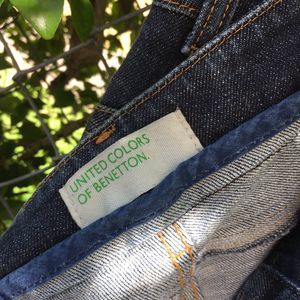 UNITED COLORS
OF BENETTON.